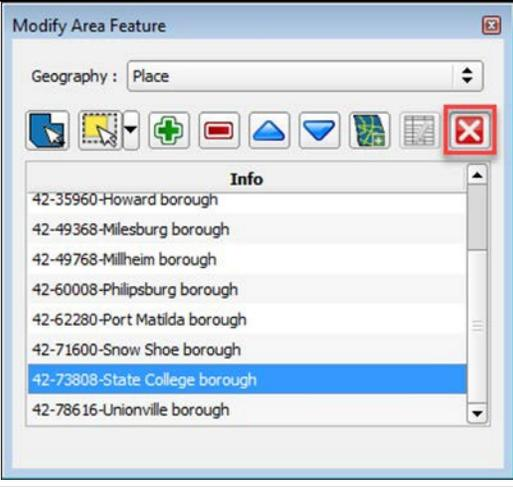 Modify Area Feature
Geography : Place
Info
42-35960-Howard borough
42-49368-Milesburg borough
42-49768-Millheim borough
42-60008-Philipsburg borough
42-62280-Port Matilda borough
42-71600-Snow Shoe borough
42-73808-State College borough
42-78616-Unionville borough